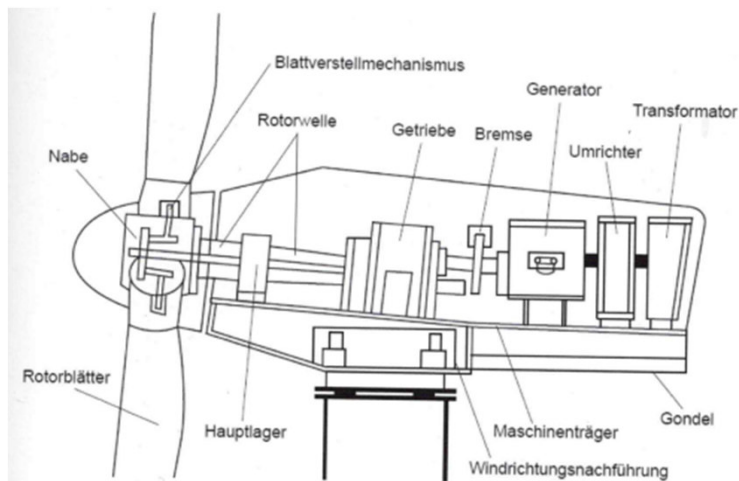 Blattverstellmechanismus
Generator
Transformator
Rotorwelle
Getriebe
Bremse
Umrichter
Nabe
Rotorblätter
Hauptlager
Maschinenträger
Gondel
Windrichtungsnachführung